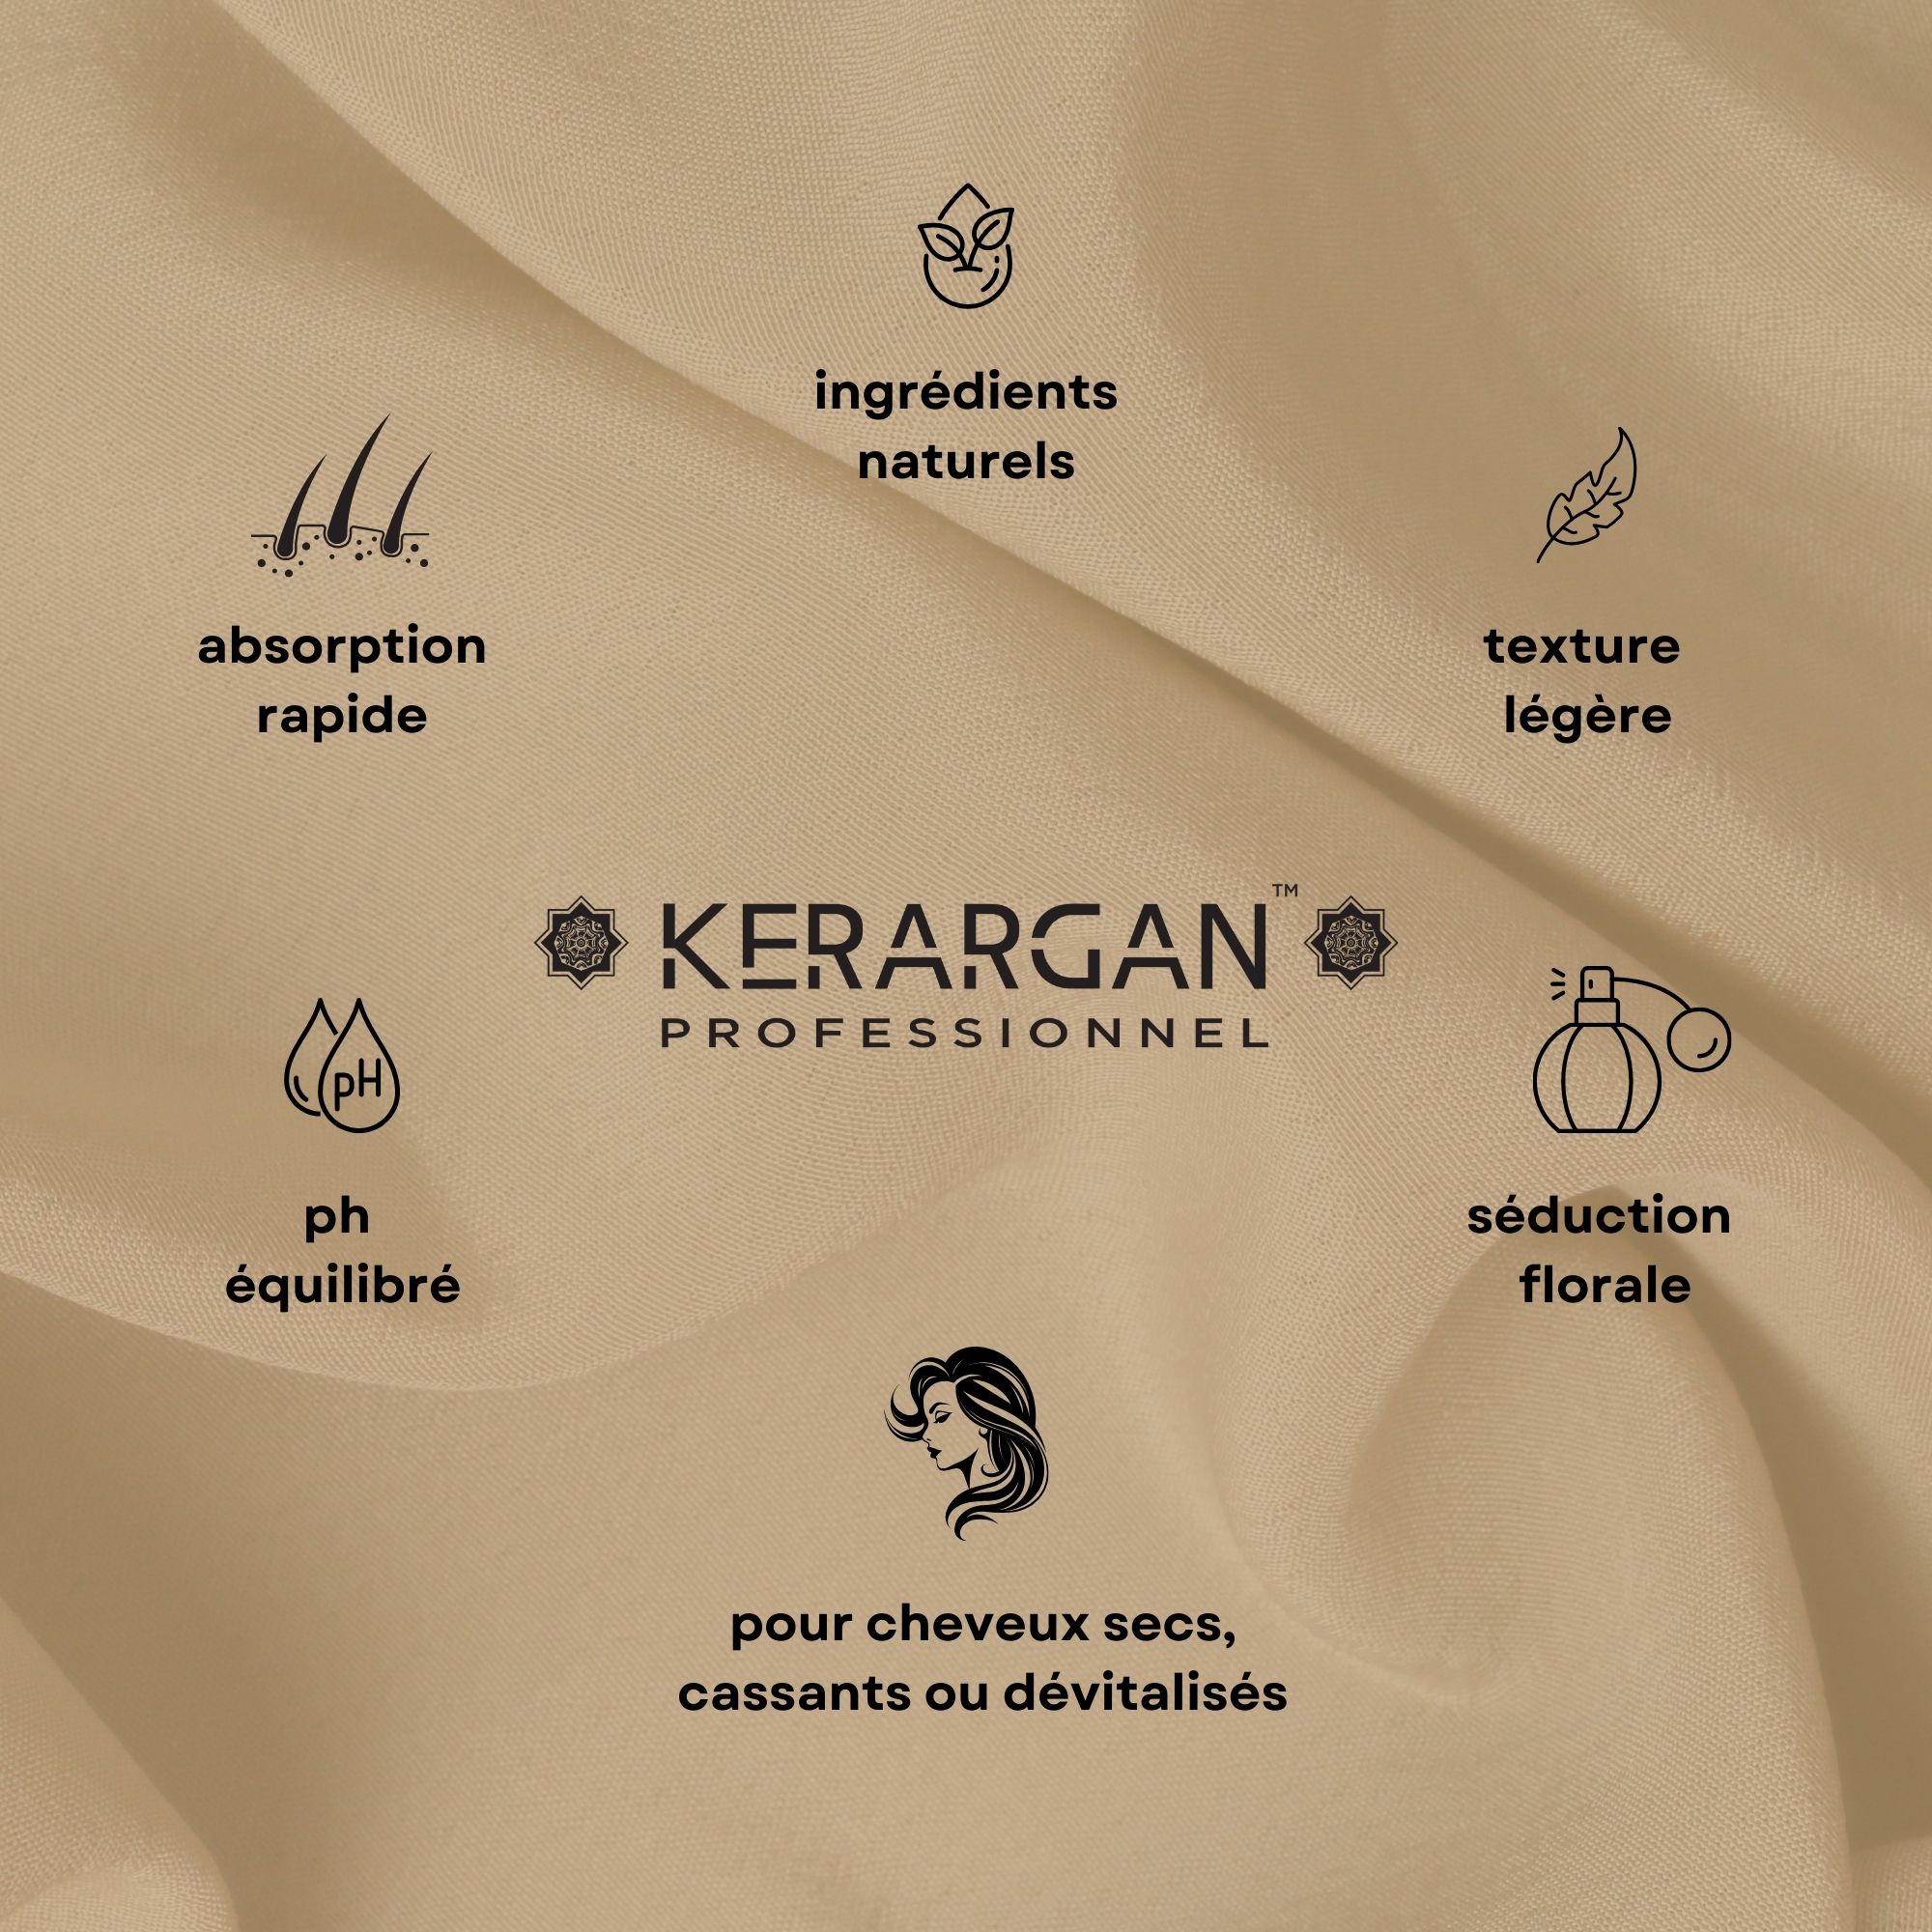 ingrédients
naturels
absorption
rapide
texture
légère
KERARGAN™
PROFESSIONNEL
pH
ph
équilibré
séduction
florale
pour cheveux secs,
cassants ou dévitalisés